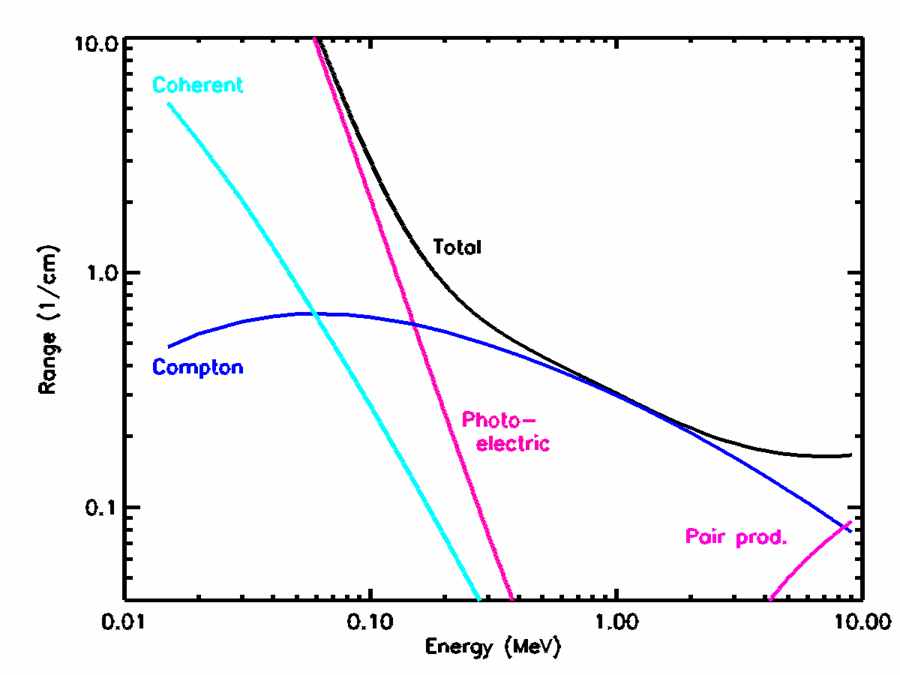 10.0
Coherent
Total
1.0
Range (1/cm)
Compton
Photo-
electric
0.1
Pair prod.
0.01
0.10
1.00
10.00
Energy (MeV)